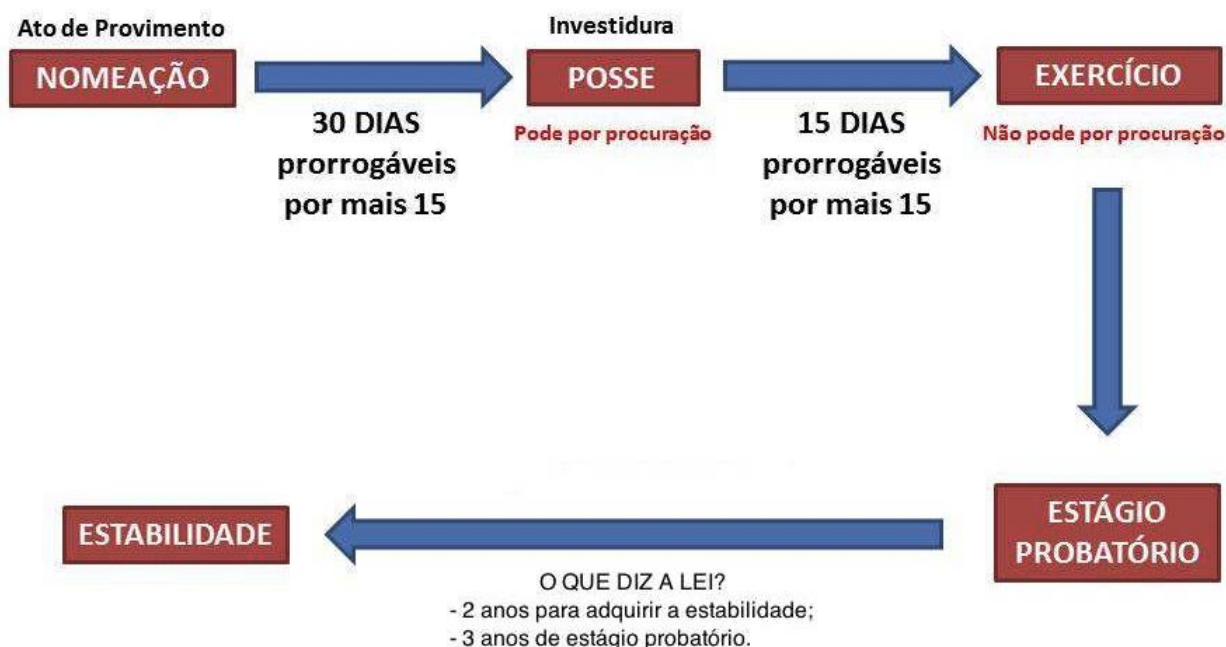 Ato de Provimento
NOMEAÇÃO
30 DIAS
prorrogáveis
por mais 15
Investidura
POSSE
Pode por procuração
15 DIAS
prorrogáveis
por mais 15
EXERCÍCIO
Não pode por procuração
ESTÁGIO
PROBATÓRIO
ESTABILIDADE
O QUE DIZ A LEI?
- 2 anos para adquirir a estabilidade;
- 3 anos de estágio probatório.